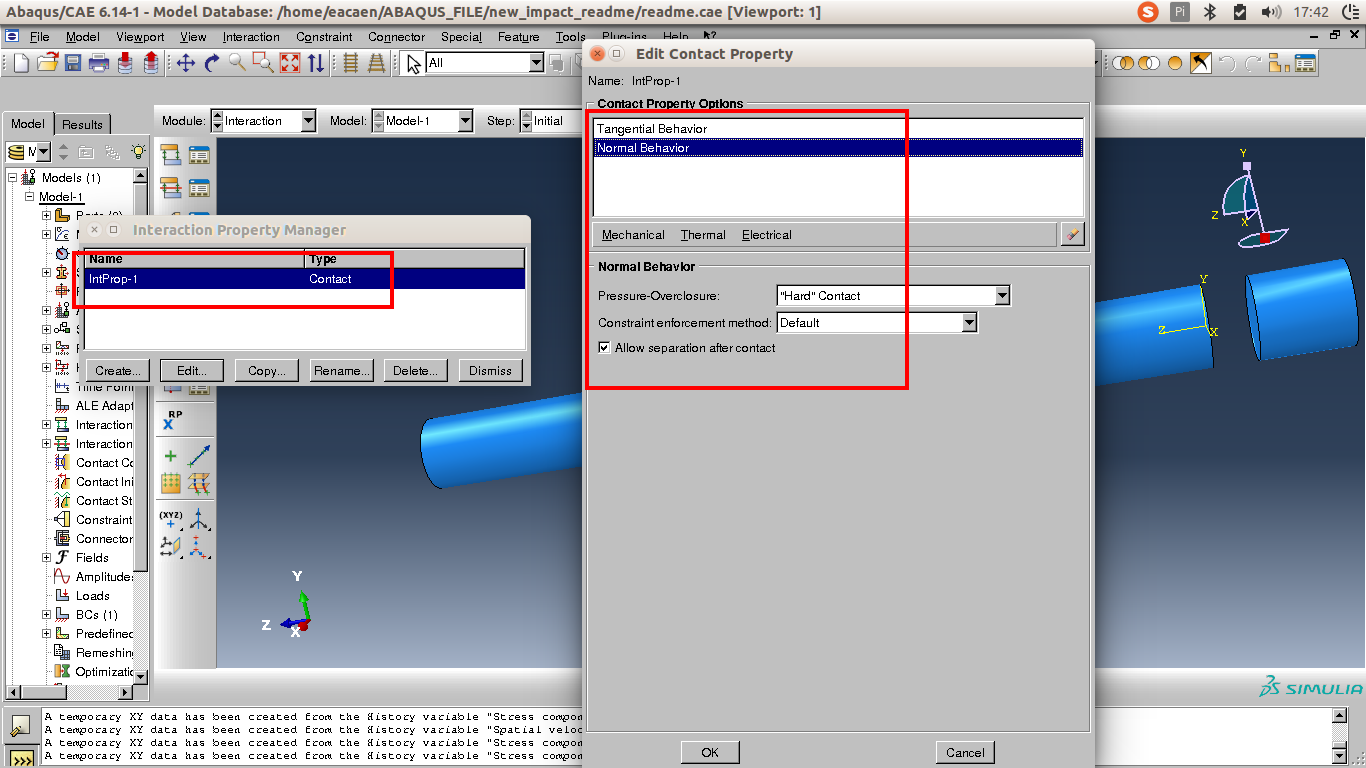 Abaqus/CAE 6.14-1 - Model Database: /home/eacaen/ABAQUS_FILE/new_impact_readme/readme.cae [Viewport: 1]
Pi
17:42
File Model Viewport View Interaction Constraint Connector Special Feature Tools Plug-ins Help
All
Model Results
Module: Interaction Model: Model-1 Step: Initial
Models (1)
Model-1
ALE Adapt
Interaction
Interaction
Contact Co
Contact Ini
Contact St
Constraint
Connector
Fields
Amplitudes
Loads
BCs (1)
Predefined
Remeshing
Optimizatio
Interaction Property Manager
Name Type
IntProp-1 Contact
Create... Edit... Copy... Rename... Delete... Dismiss
RP
(XYZ)
Y
Z
X
Edit Contact Property
Name: IntProp-1
Contact Property Options
Tangential Behavior
Normal Behavior
Mechanical Thermal Electrical
Normal Behavior
Pressure-Overclosure: "Hard" Contact
Constraint enforcement method: Default
Allow separation after contact
OK Cancel
Y
Z
X
Y
Z
X
SIMULIA
A temporary XY data has been created from the History variable "Stress compon
A temporary XY data has been created from the History variable "Spatial veloc
A temporary XY data has been created from the History variable "Stress compon
A temporary XY data has been created from the History variable "Stress compon
>>>